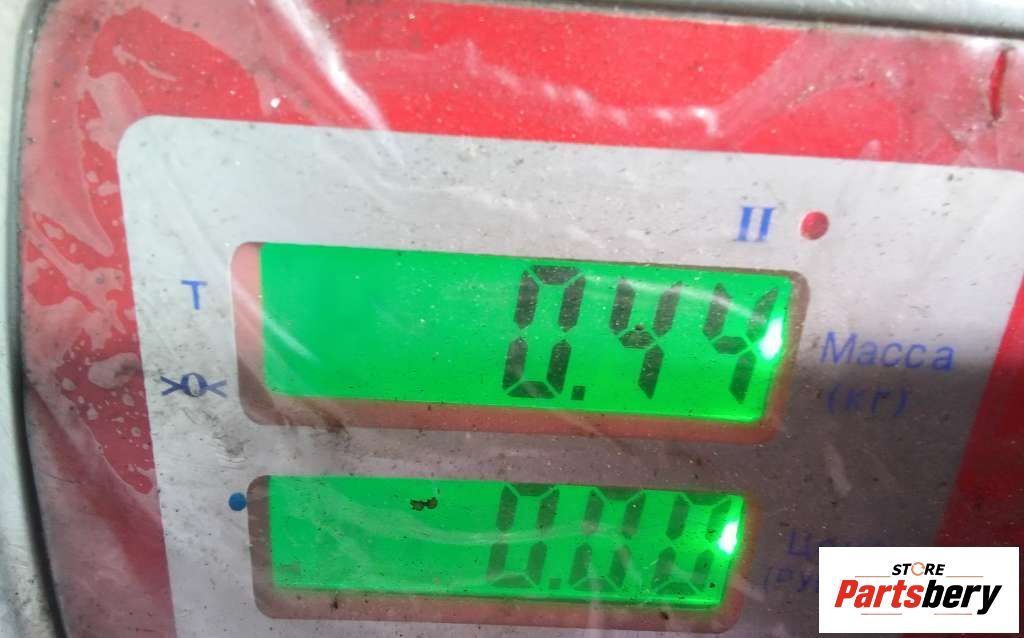 II
T
0.44
Масса
(кг)
>0<
0.00
STORE
Partsbery